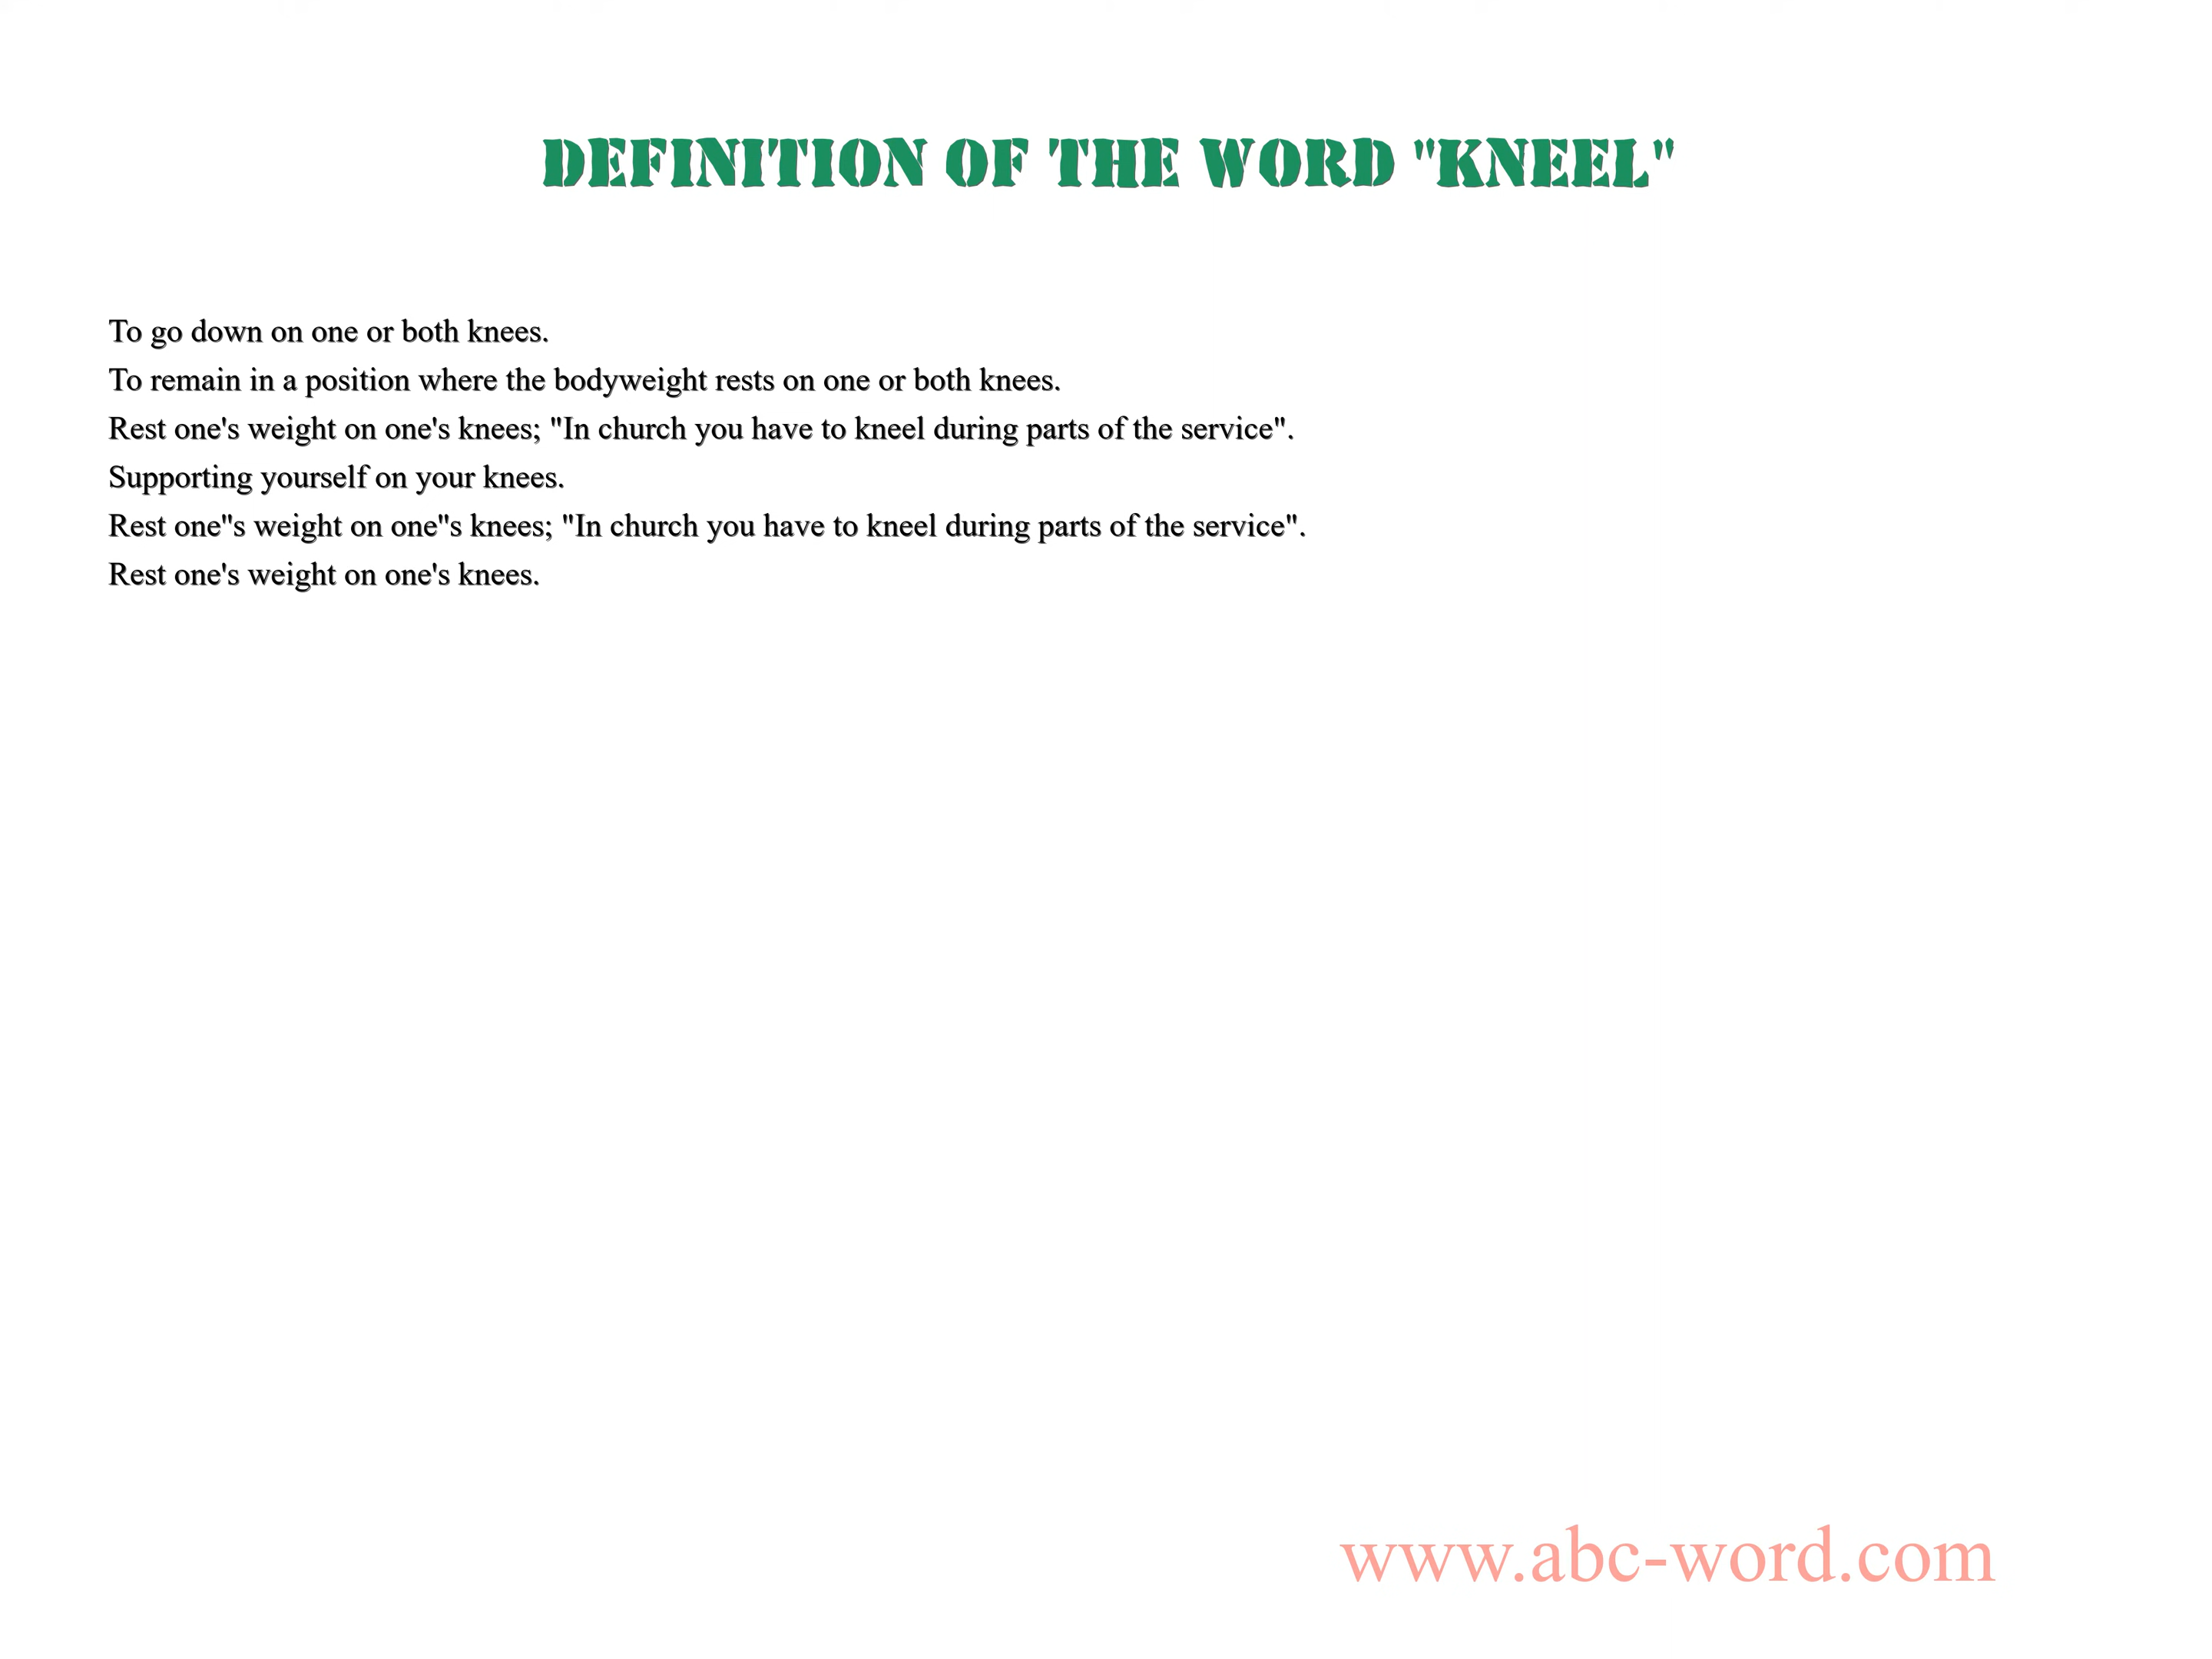 DEFINITION OF THE WORD "KNEEL"
To go down on one or both knees.
To remain in a position where the bodyweight rests on one or both knees.
Rest one's weight on one's knees; "In church you have to kneel during parts of the service".
Supporting yourself on your knees.
Rest one"s weight on one"s knees; "In church you have to kneel during parts of the service".
Rest one's weight on one's knees.
www.abc-word.com